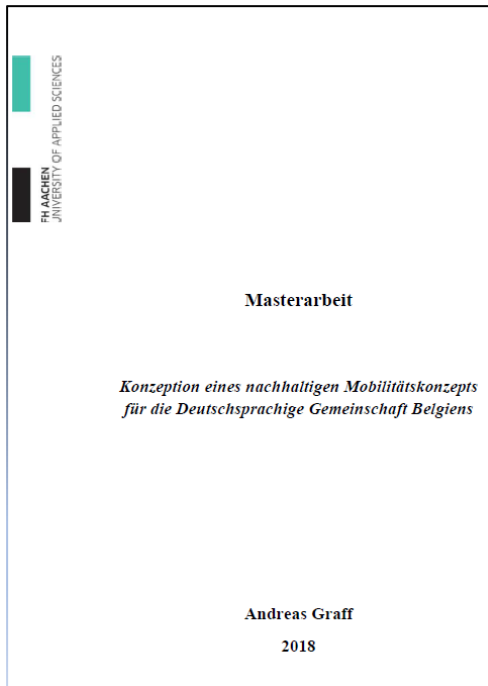 FH AACHEN
UNIVERSITY OF APPLIED SCIENCES
Masterarbeit
Konzeption eines nachhaltigen Mobilitätskonzepts
für die Deutschsprachige Gemeinschaft Belgiens
Andreas Graff
2018